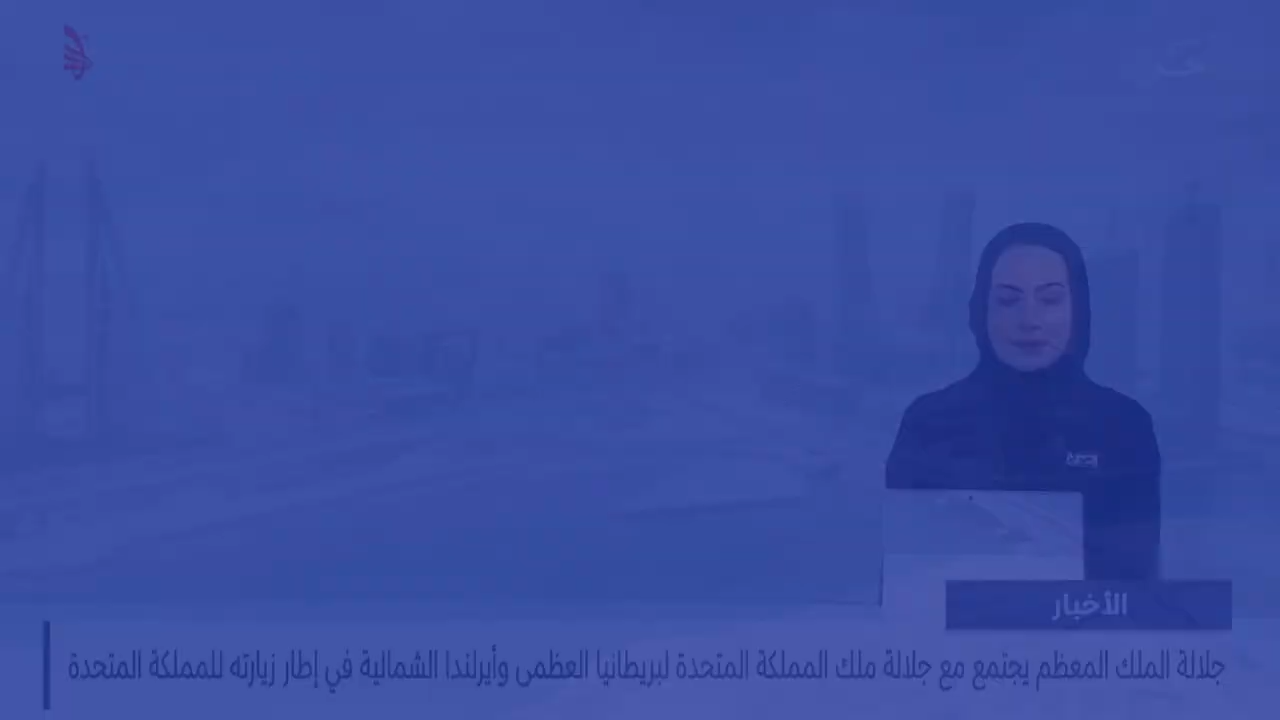 الأخبار
جلالة الملك المعظم يجتمع مع جلالة ملك المملكة المتحدة لبريطانيا العظمى وأيرلندا الشمالية في إطار زيارته للمملكة المتحدة